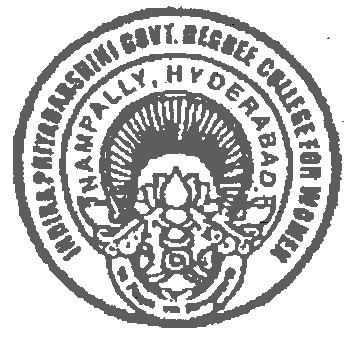 INDIRA PRIYADARSHINI GOVT. DEGREE COLLEGE FOR WOMEN
NAMPALLY, HYDERABAD.